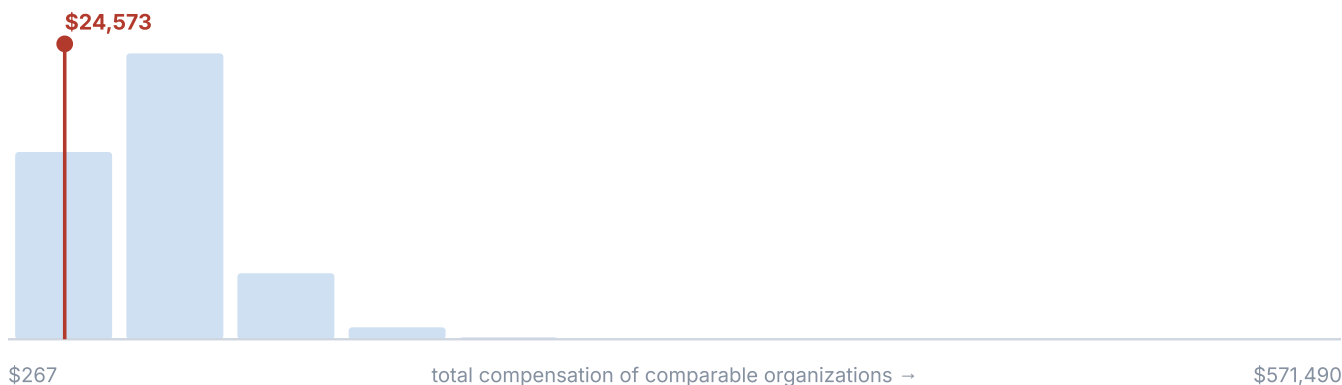 $24,573
$267
total compensation of comparable organizations →
$571,490